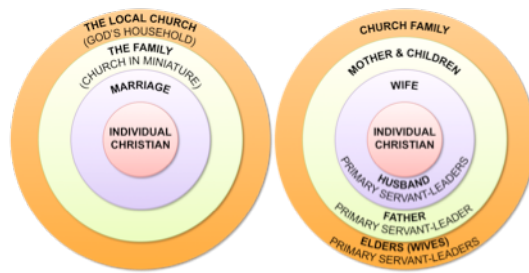 THE LOCAL CHURCH
(GOD'S HOUSEHOLD)
THE FAMILY
(CHURCH IN MINIATURE)
MARRIAGE
INDIVIDUAL
CHRISTIAN
CHURCH FAMILY
MOTHER & CHILDREN
WIFE
INDIVIDUAL
CHRISTIAN
HUSBAND
PRIMARY SERVANT-LEADERS
FATHER
PRIMARY SERVANT-LEADER
ELDERS (WIVES)
PRIMARY SERVANT-LEADERS